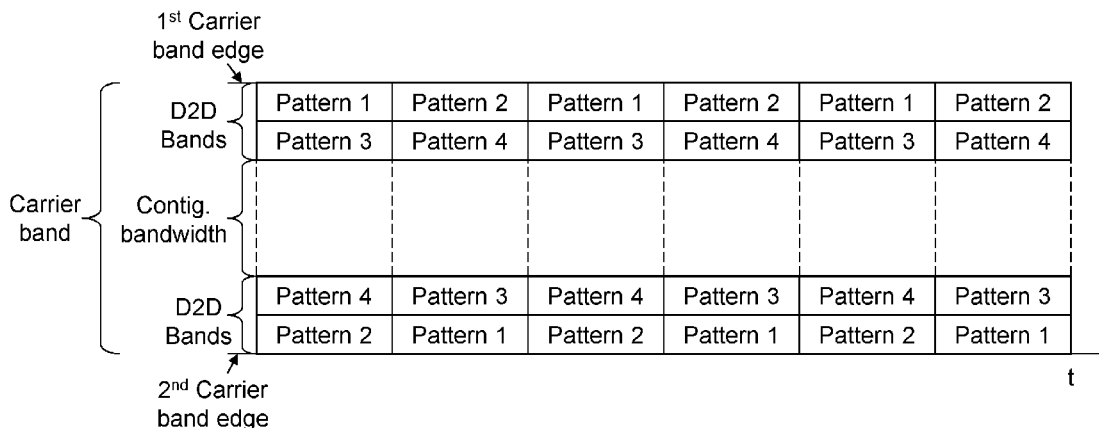 1st Carrier
band edge
D2D
Bands
Pattern 1 Pattern 2 Pattern 1 Pattern 2 Pattern 1 Pattern 2
Pattern 3 Pattern 4 Pattern 3 Pattern 4 Pattern 3 Pattern 4
Carrier
band
Contig.
bandwidth
D2D
Bands
Pattern 4 Pattern 3 Pattern 4 Pattern 3 Pattern 4 Pattern 3
Pattern 2 Pattern 1 Pattern 2 Pattern 1 Pattern 2 Pattern 1
t
2nd Carrier
band edge